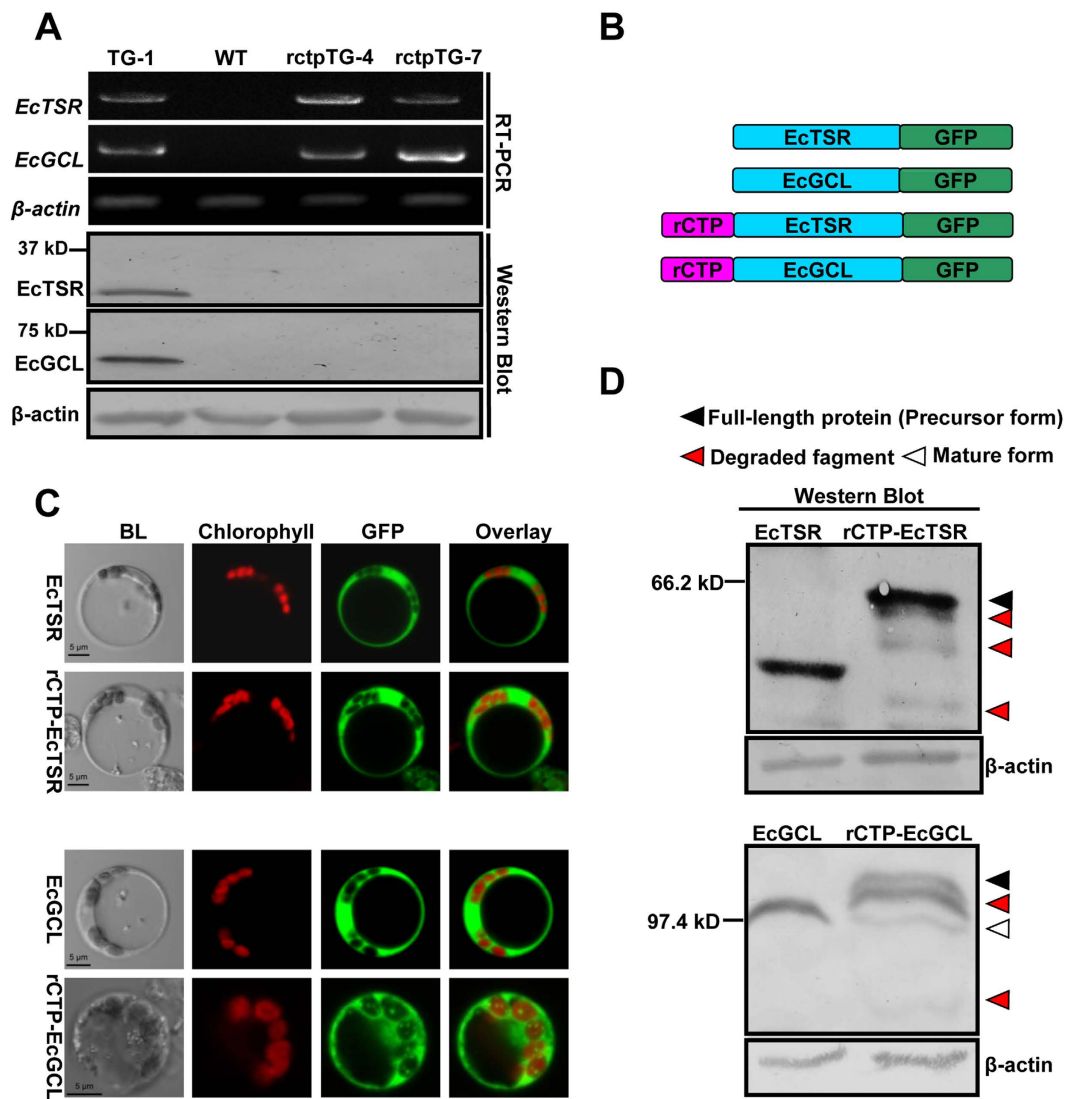 A
TG-1 WT rctpTG-4 rctpTG-7
EcTSR
EcGCL
β-actin
RT-PCR
37 kD
EcTSR
75 kD
EcGCL
β-actin
Western Blot
B
EcTSR GFP
EcGCL GFP
rCTP EcTSR GFP
rCTP EcGCL GFP
C
BL Chlorophyll GFP Overlay
EcTSR
5 μm
rCTP-EcTSR
5 μm
EcGCL
5 μm
rCTP-EcGCL
5 μm
D
Full-length protein (Precursor form)
Degraded fagment Mature form
Western Blot
EcTSR rCTP-EcTSR
66.2 kD
β-actin
EcGCL rCTP-EcGCL
97.4 kD
β-actin